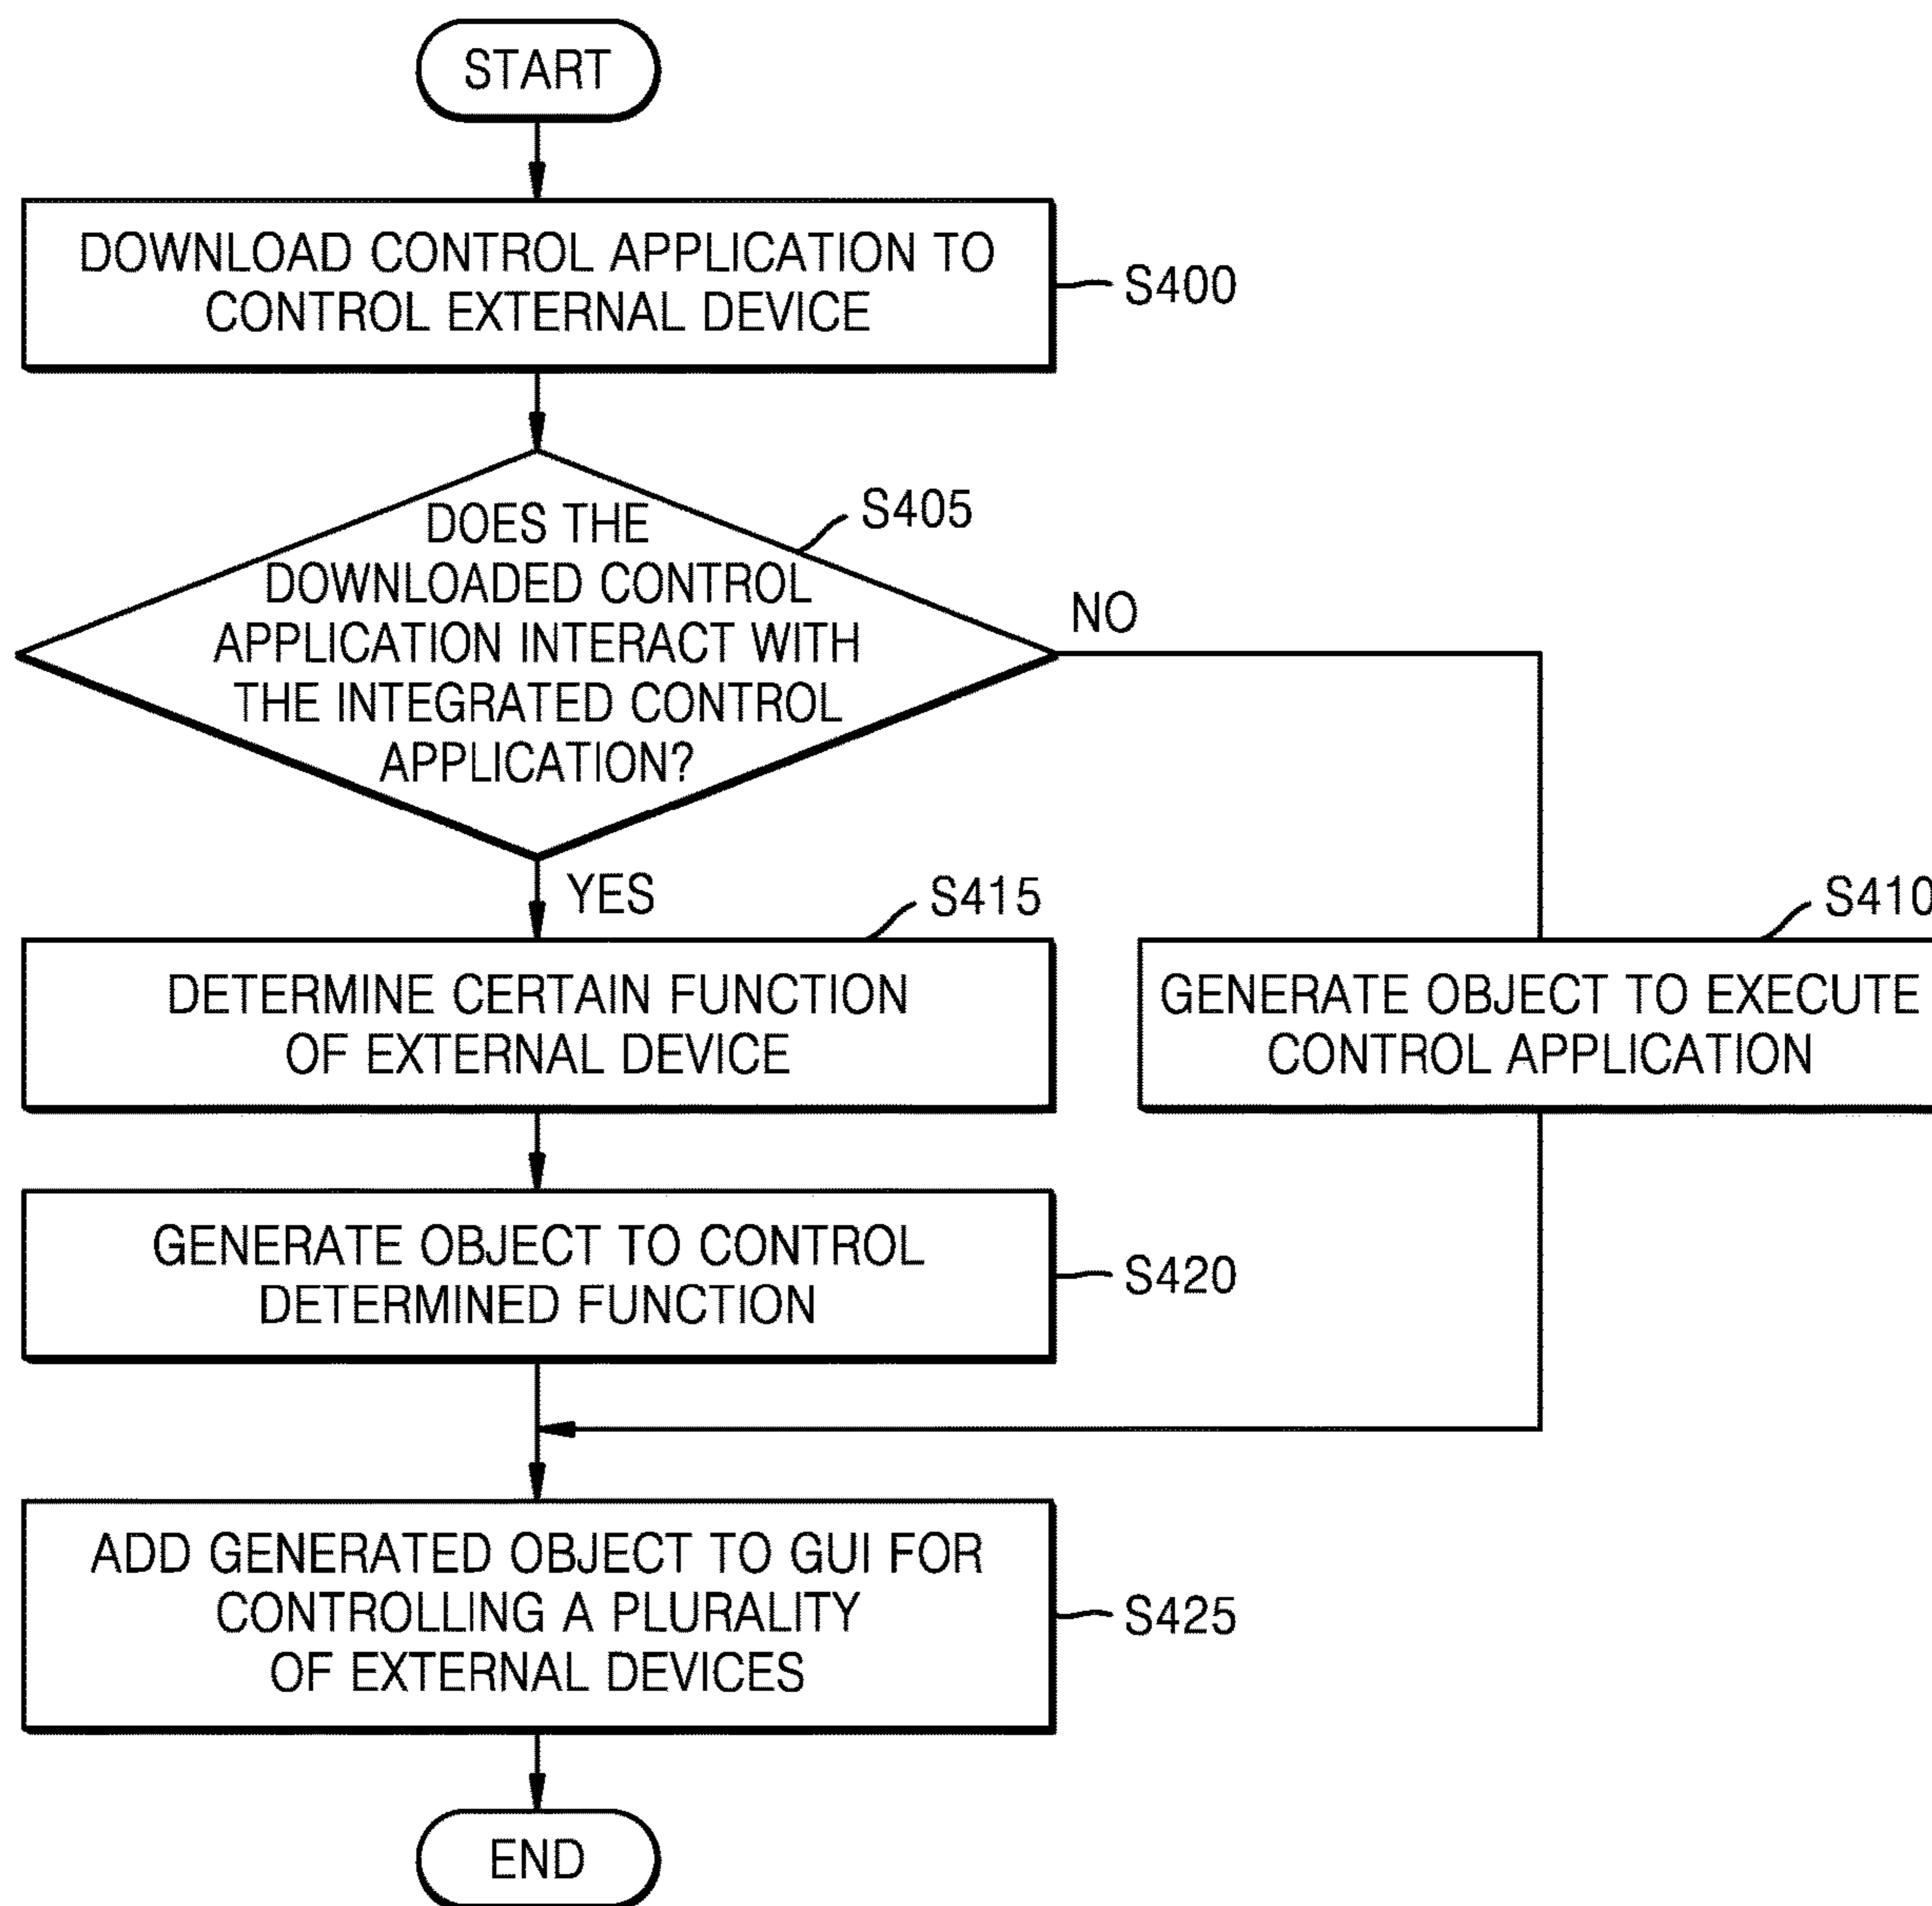 START
DOWNLOAD CONTROL APPLICATION TO
CONTROL EXTERNAL DEVICE
S400
DOES THE
DOWNLOADED CONTROL
APPLICATION INTERACT WITH
THE INTEGRATED CONTROL
APPLICATION?
S405
NO
YES
S415
DETERMINE CERTAIN FUNCTION
OF EXTERNAL DEVICE
S410
GENERATE OBJECT TO EXECUTE
CONTROL APPLICATION
GENERATE OBJECT TO CONTROL
DETERMINED FUNCTION
S420
ADD GENERATED OBJECT TO GUI FOR
CONTROLLING A PLURALITY
OF EXTERNAL DEVICES
S425
END